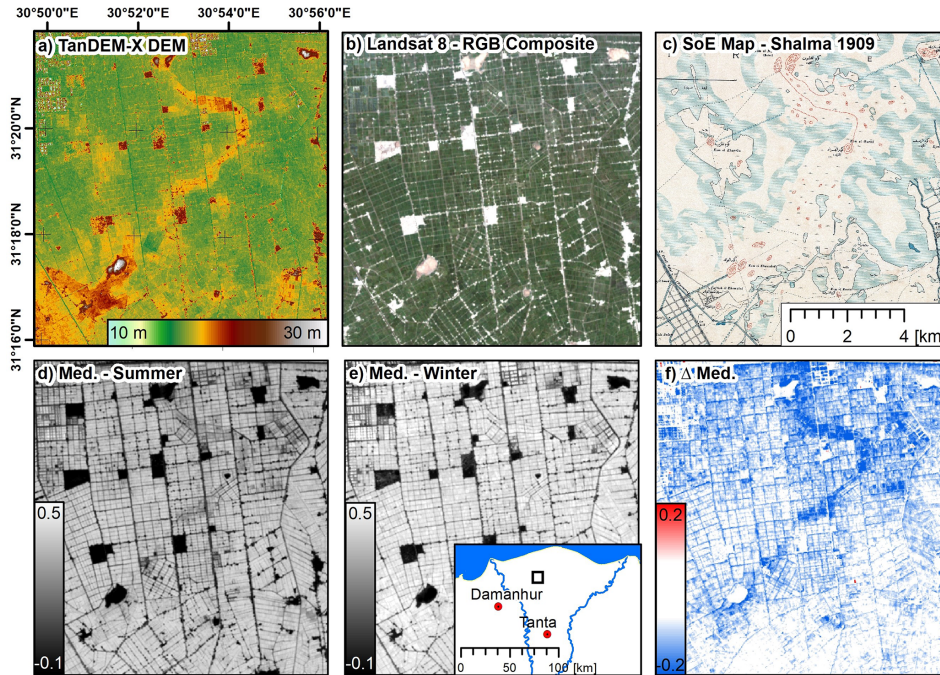 30°50'0"E 30°52'0"E 30°54'0"E 30°56'0"E
a) TanDEM-X DEM
b) Landsat 8 - RGB Composite
c) SoE Map - Shalma 1909
31°20'0"N
31°18'0"N
31°16'0"N
10 m 30 m
0 2 4
[km]
d) Med. - Summer
e) Med. - Winter
f) Δ Med.
0.5
-0.1
0.5
-0.1
Damanhur
Tanta
0 50 100 [km]
0.2
-0.2